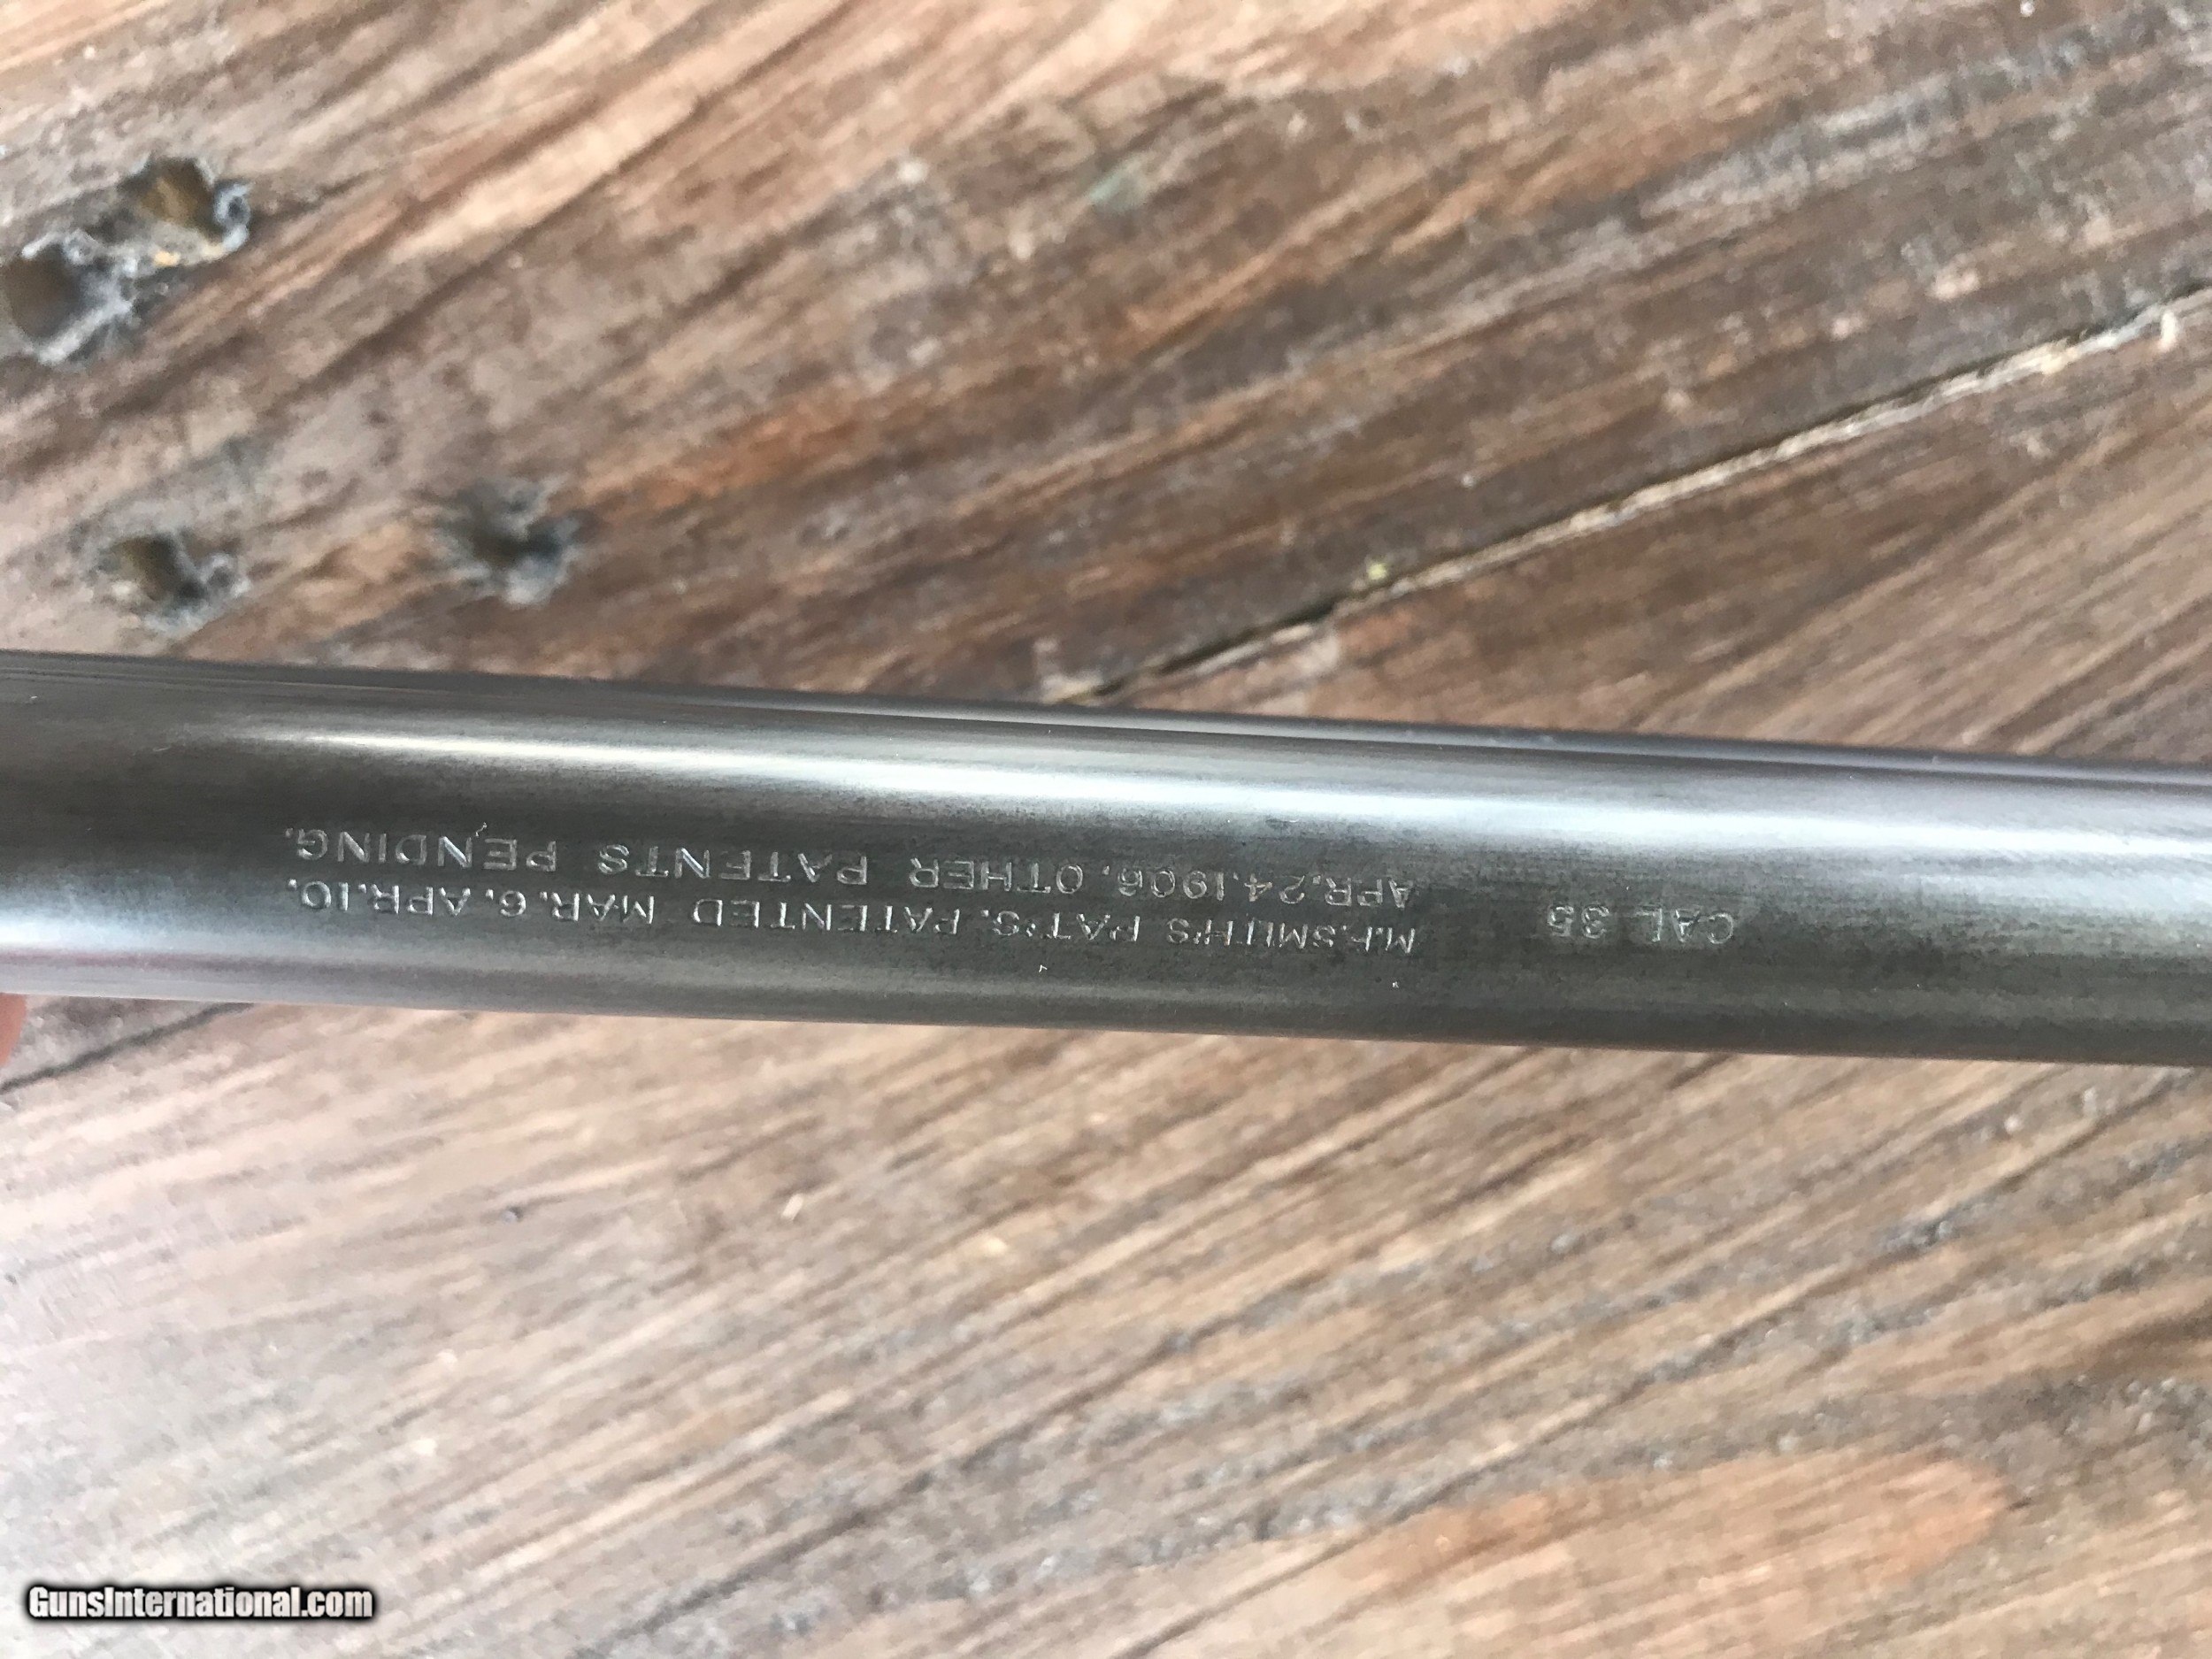 CAL 35
M.F.SMITH'S PAT'S. PATENTED MAR. 6, APR.10.
APR.24.1906. OTHER PATENTS PENDING.
GunsInternational.com